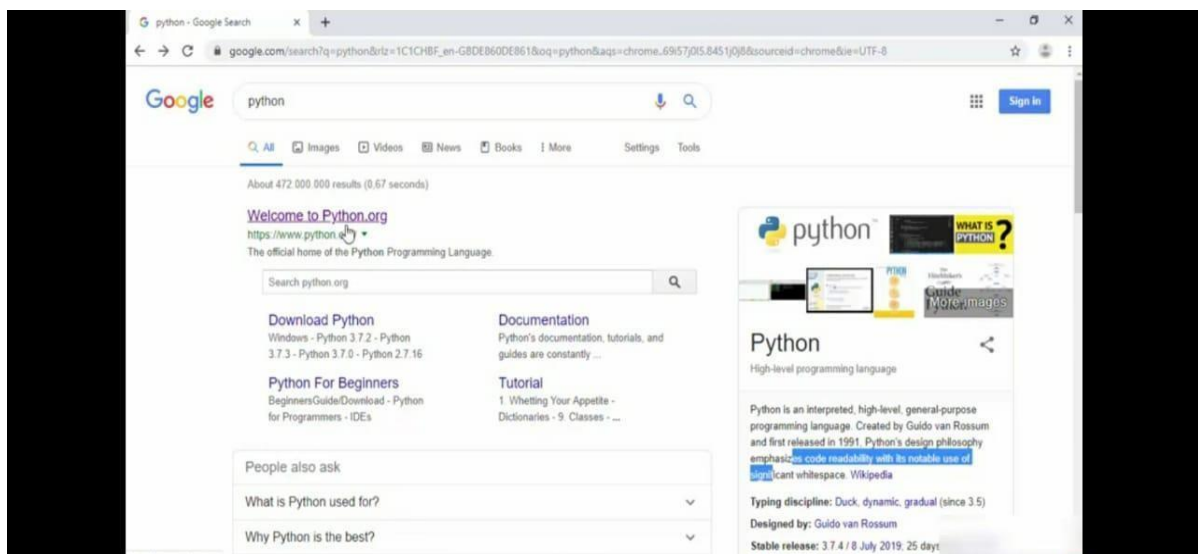 python - Google Search
google.com/search?q=python&rlz=1C1CHBF_en-GBDE860DE861&oq=python&aqs=chrome..69i57j0l5.8451j0j8&sourceid=chrome&ie=UTF-8
Google
python
Sign in
All Images Videos News Books More Settings Tools
About 472.000.000 results (0,67 seconds)
Welcome to Python.org
https://www.python.
The official home of the Python Programming Language.
Search python.org
Download Python
Windows - Python 3.7.2 - Python
3.7.3 - Python 3.7.0 - Python 2.7.16
Documentation
Python's documentation, tutorials, and
guides are constantly ...
Python For Beginners
BeginnersGuide/Download - Python
for Programmers - IDEs
Tutorial
1. Whetting Your Appetite -
Dictionaries - 9. Classes - ...
People also ask
What is Python used for?
Why Python is the best?
python
WHAT IS
PYTHON ?
PYTHON
The
Hitchhiker's
Guide
Python
More images
Python
High-level programming language
Python is an interpreted, high-level, general-purpose
programming language. Created by Guido van Rossum
and first released in 1991. Python's design philosophy
emphasizes code readability with its notable use of
significant whitespace. Wikipedia
Typing discipline: Duck, dynamic, gradual (since 3.5)
Designed by: Guido van Rossum
Stable release: 3.7.4 / 8 July 2019; 25 days